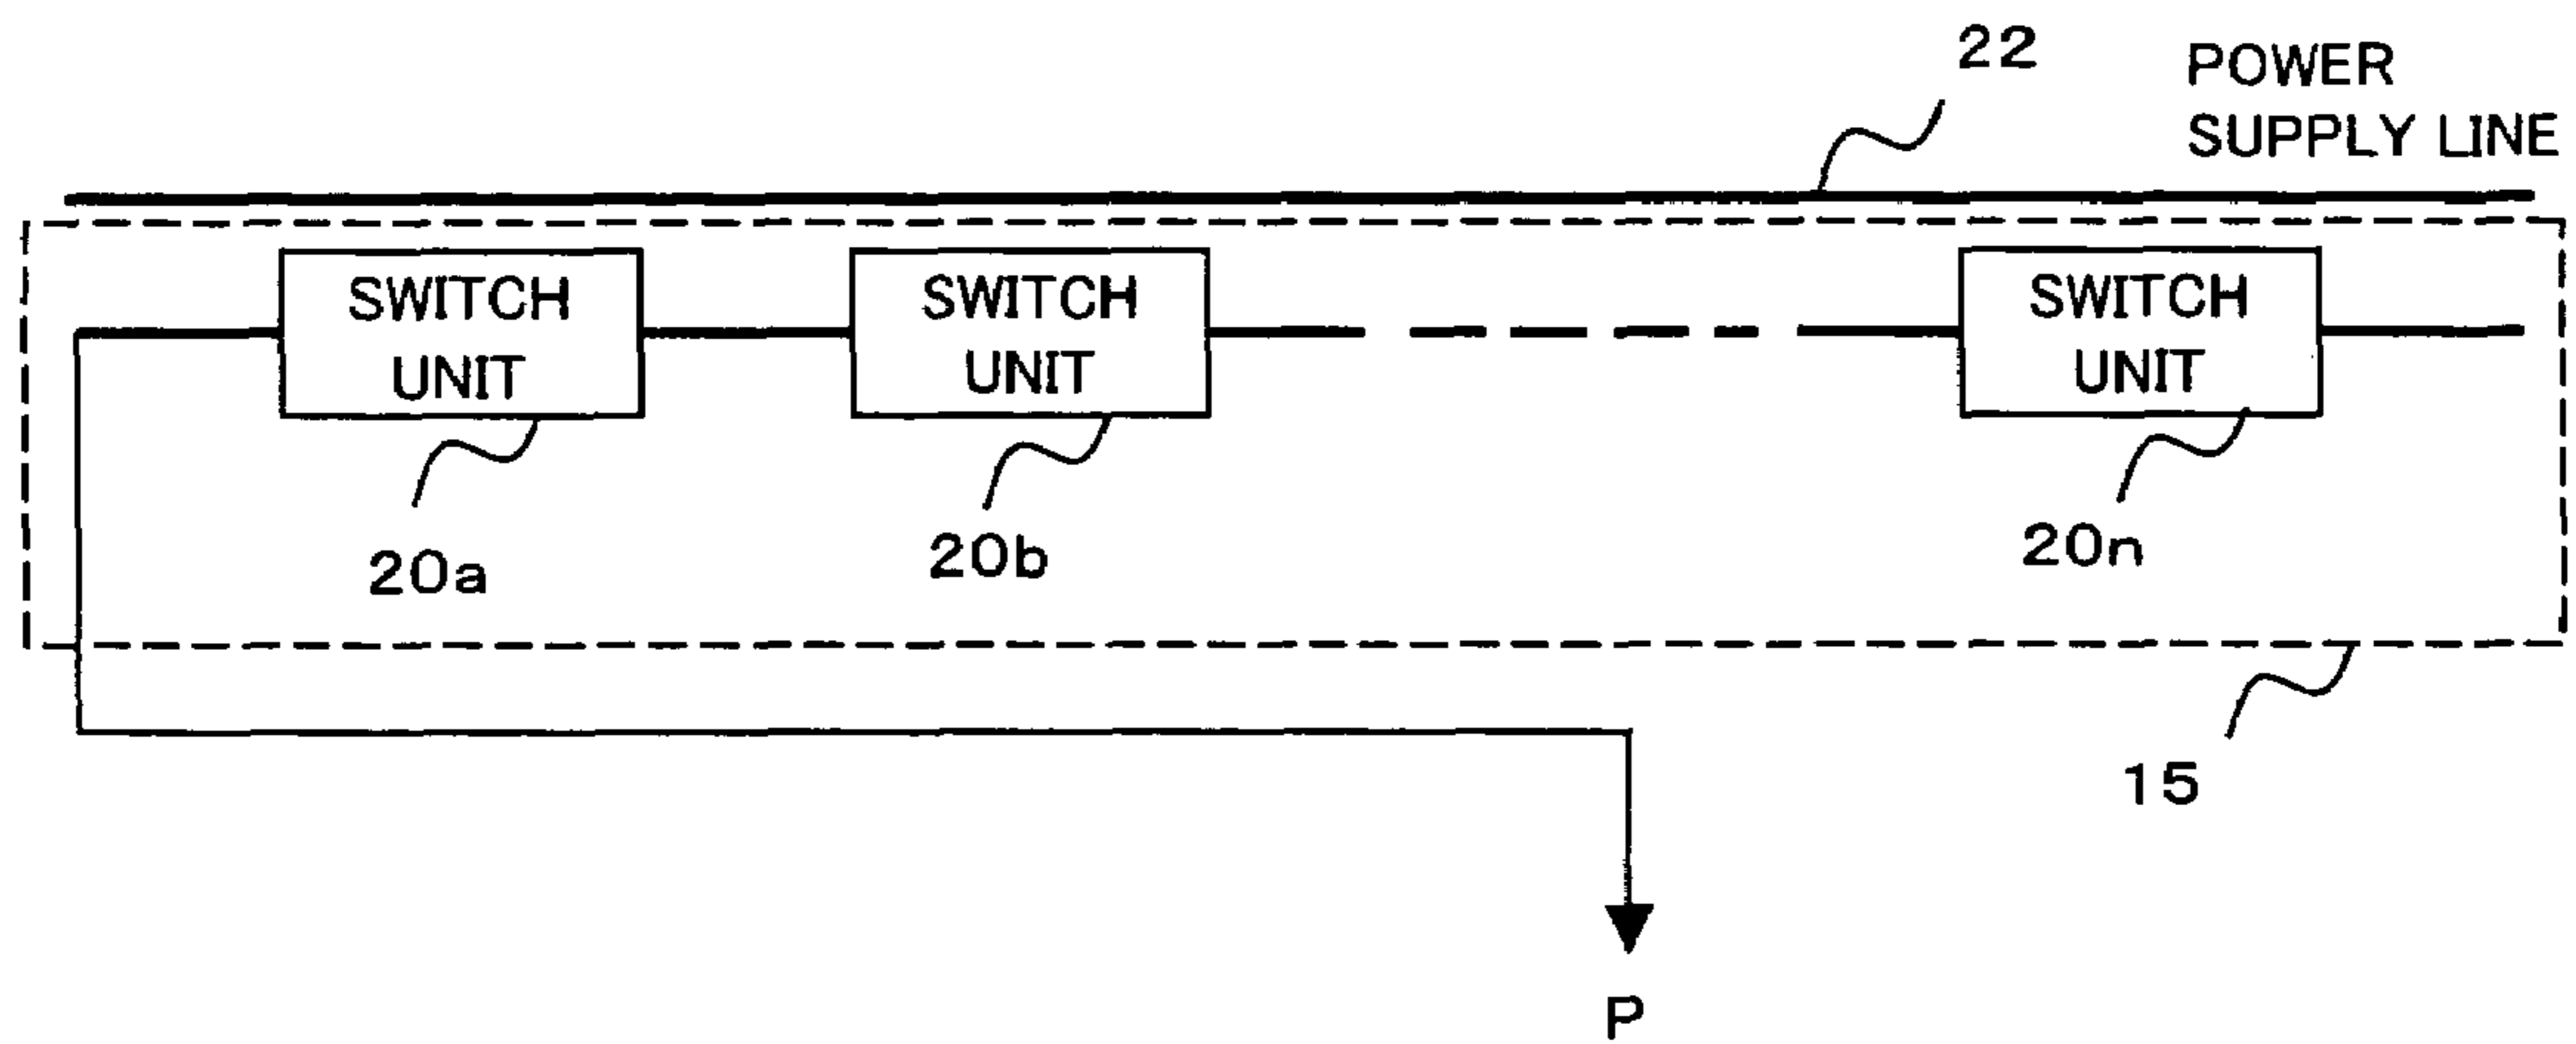 22
POWER
SUPPLY LINE
SWITCH
UNIT
SWITCH
UNIT
SWITCH
UNIT
20a
20b
20n
15
P